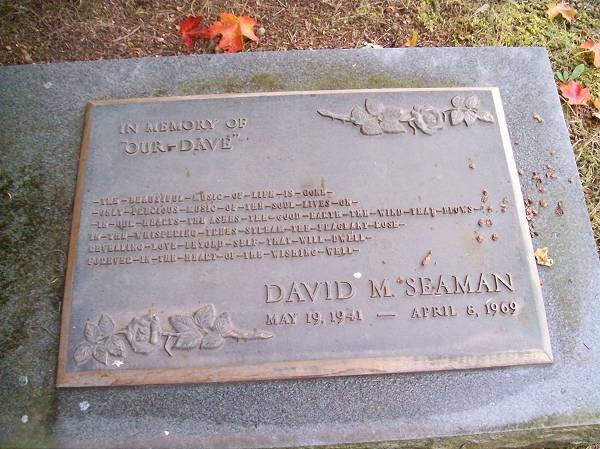 IN MEMORY OF
"OUR-DAVE"
-THE-BEAUTIFUL-MUSIC-OF-LIFE-IS-GONE-
-ONLY-PRECIOUS-MUSIC-OF-THE-SOUL-LIVES-ON-
-IN-OUR-HEARTS-THE ASHES-THE-GOOD-EARTH-THE-WIND-THAT-BLOWS-
IN-THE-WHISPERING-TREES-STREAM-THE-FRAGRANT-ROSE-
REVEALING-LOVE-BEYOND-SELF-THAT-WILL-DWELL-
FOREVER-IN-THE-HEART-OF-THE-WISHING-WELL-
DAVID M. SEAMAN
MAY 19, 1941 — APRIL 8, 1969